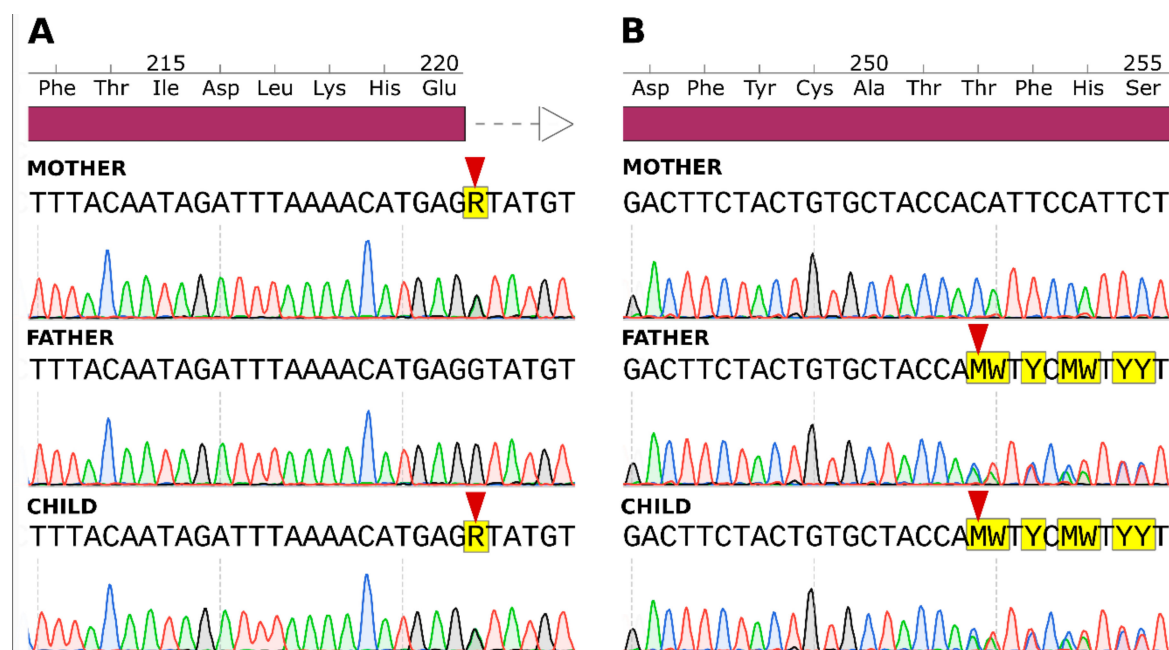 A
215 220
Phe Thr Ile Asp Leu Lys His Glu
MOTHER
TTTACAATAGATTTAAAACATGAGRTATGT
FATHER
TTTACAATAGATTTAAAACATGAGGTATGT
CHILD
TTTACAATAGATTTAAAACATGAGRTATGT
B
250 255
Asp Phe Tyr Cys Ala Thr Thr Phe His Ser
MOTHER
GACTTCTACTGTGCTACCACATTCCATTCT
FATHER
GACTTCTACTGTGCTACCAMWTYCMWTYYT
CHILD
GACTTCTACTGTGCTACCAMWTYCMWTYYT